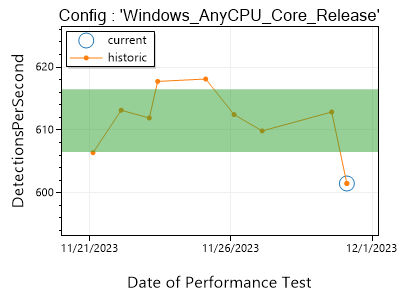 Config : 'Windows_AnyCPU_Core_Release'
current
historic
620
610
600
DetectionsPerSecond
11/21/2023
11/26/2023
12/1/2023
Date of Performance Test